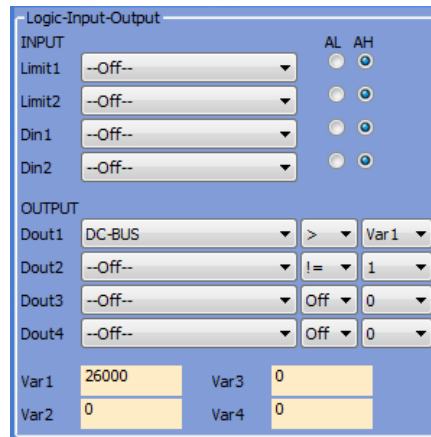 Logic-Input-Output
INPUT AL AH
Limit1 --Off--
Limit2 --Off--
Din1 --Off--
Din2 --Off--
OUTPUT
Dout1 DC-BUS > Var1
Dout2 --Off-- != 1
Dout3 --Off-- Off 0
Dout4 --Off-- Off 0
Var1 26000 Var3 0
Var2 0 Var4 0